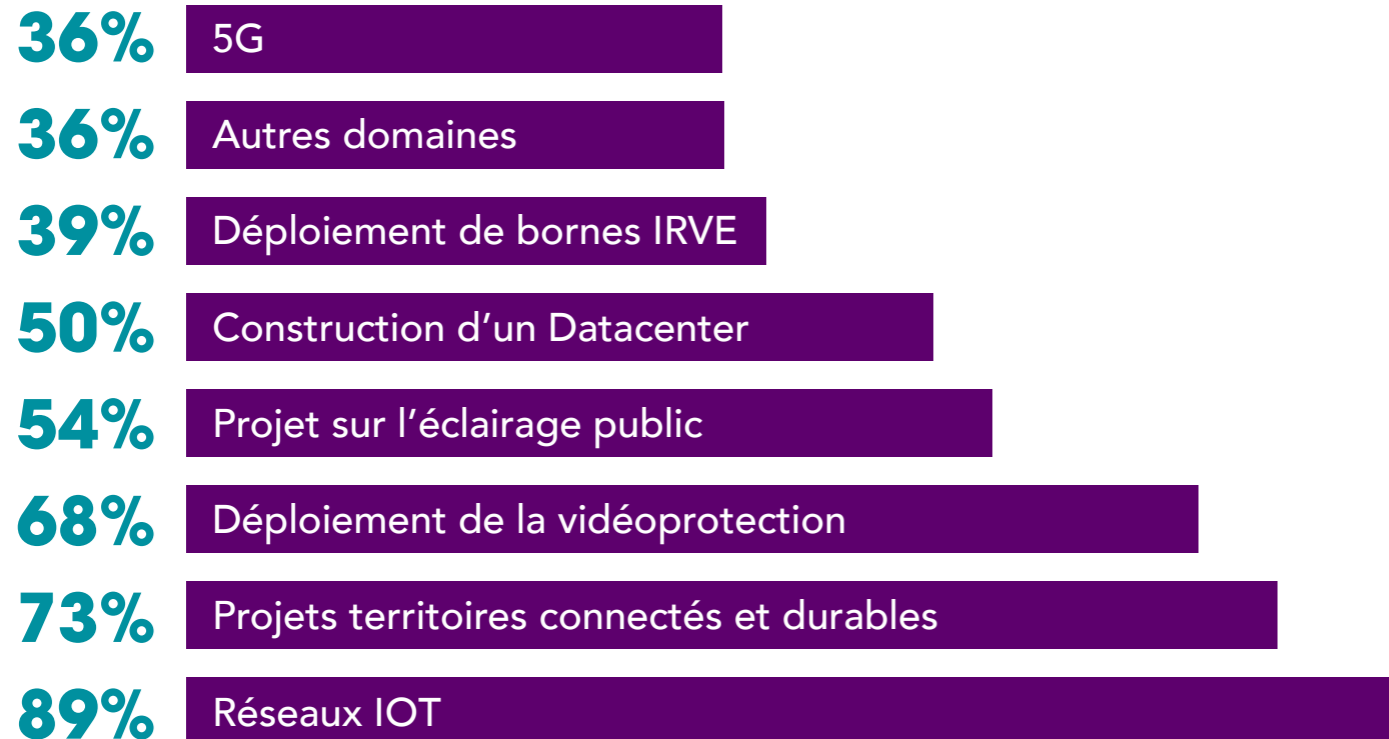 36% 5G
36% Autres domaines
39% Déploiement de bornes IRVE
50% Construction d’un Datacenter
54% Projet sur l’éclairage public
68% Déploiement de la vidéoprotection
73% Projets territoires connectés et durables
89% Réseaux IOT